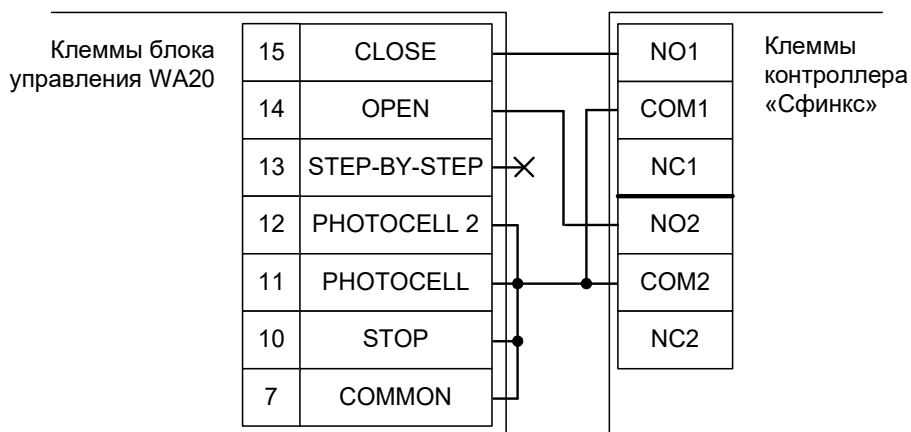 Клеммы блока
управления WA20
15 CLOSE
14 OPEN
13 STEP-BY-STEP
12 PHOTOCELL 2
11 PHOTOCELL
10 STOP
7 COMMON
NO1
COM1
NC1
NO2
COM2
NC2
Клеммы
контроллера
«Сфинкс»